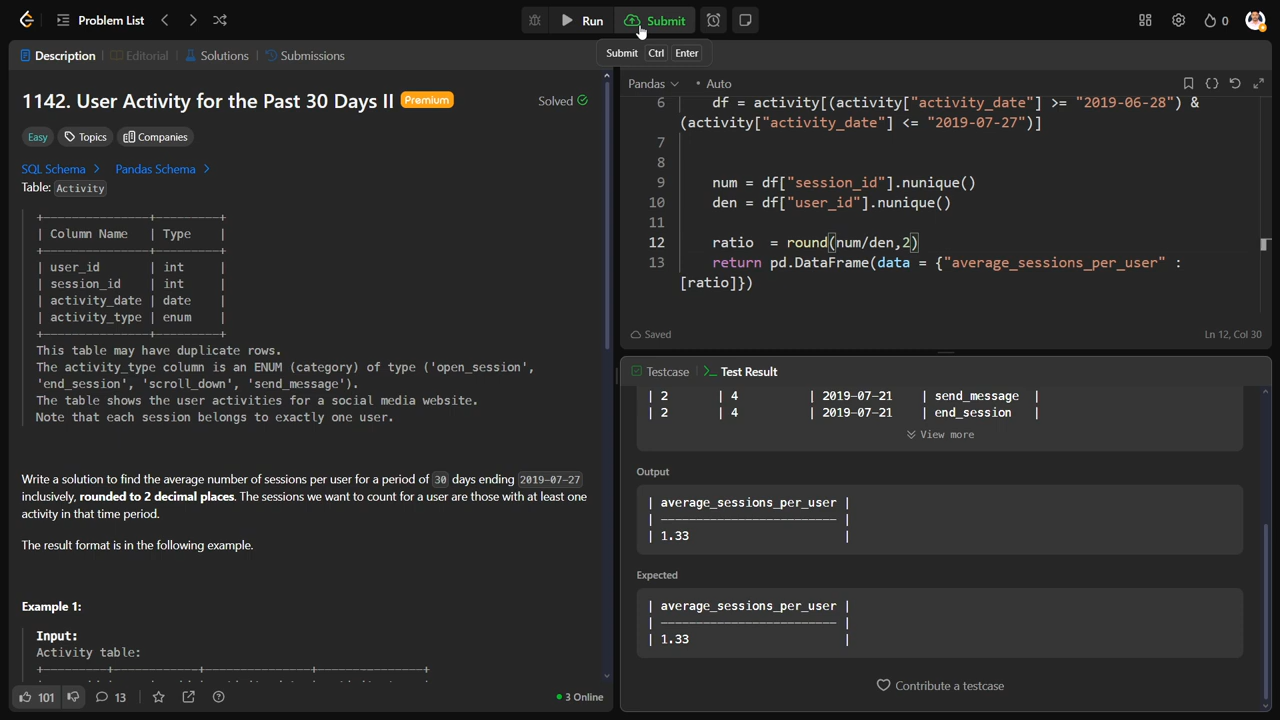 Problem List
Run
Submit
0
Submit Ctrl Enter
Description
Editorial
Solutions
Submissions
1142. User Activity for the Past 30 Days II
Premium
Solved
Easy
Topics
Companies
SQL Schema >
Pandas Schema >
Table: Activity
+---------------+---------+
| Column Name | Type |
+---------------+---------+
| user_id | int |
| session_id | int |
| activity_date | date |
| activity_type | enum |
+---------------+---------+
This table may have duplicate rows.
The activity_type column is an ENUM (category) of type ('open_session',
'end_session', 'scroll_down', 'send_message').
The table shows the user activities for a social media website.
Note that each session belongs to exactly one user.
Write a solution to find the average number of sessions per user for a period of 30 days ending 2019-07-27
inclusively, rounded to 2 decimal places. The sessions we want to count for a user are those with at least one
activity in that time period.
The result format is in the following example.
Example 1:
Input:
Activity table:
101
13
3 Online
Pandas
Auto
6 df = activity[(activity["activity_date"] >= "2019-06-28") &
(activity["activity_date"] <= "2019-07-27")]
7
8
9 num = df["session_id"].nunique()
10 den = df["user_id"].nunique()
11
12 ratio = round(num/den,2)
13 return pd.DataFrame(data = {"average_sessions_per_user" :
[ratio]})
Saved
Ln 12, Col 30
Testcase
Test Result
| 2 | 4 | 2019-07-21 | send_message |
| 2 | 4 | 2019-07-21 | end_session |
View more
Output
| average_sessions_per_user |
| ------------------------- |
| 1.33 |
Expected
| average_sessions_per_user |
| ------------------------- |
| 1.33 |
Contribute a testcase